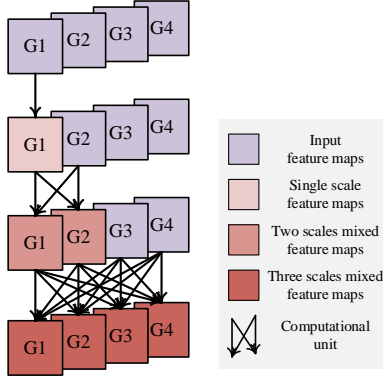 G1 G2 G3 G4
G1 G2 G3 G4
G1 G2 G3 G4
G1 G2 G3 G4
Input
feature maps
Single scale
feature maps
Two scales mixed
feature maps
Three scales mixed
feature maps
Computational
unit